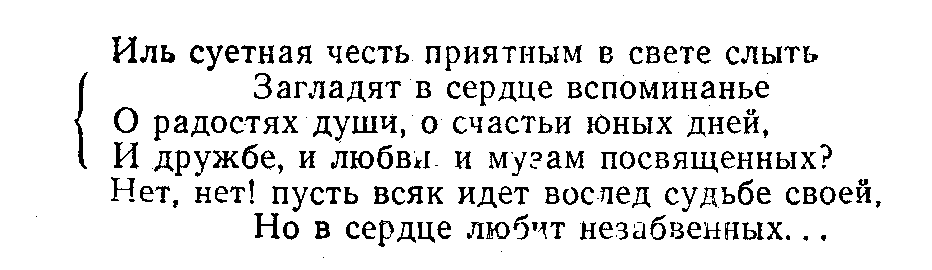 Иль суетная честь приятным в свете слыть
Загладят в сердце вспоминанье
О радостях души, о счастьи юных дней,
И дружбе, и любви и музам посвященных?
Нет, нет! пусть всяк идет вослед судьбе своей,
Но в сердце любит незабвенных...